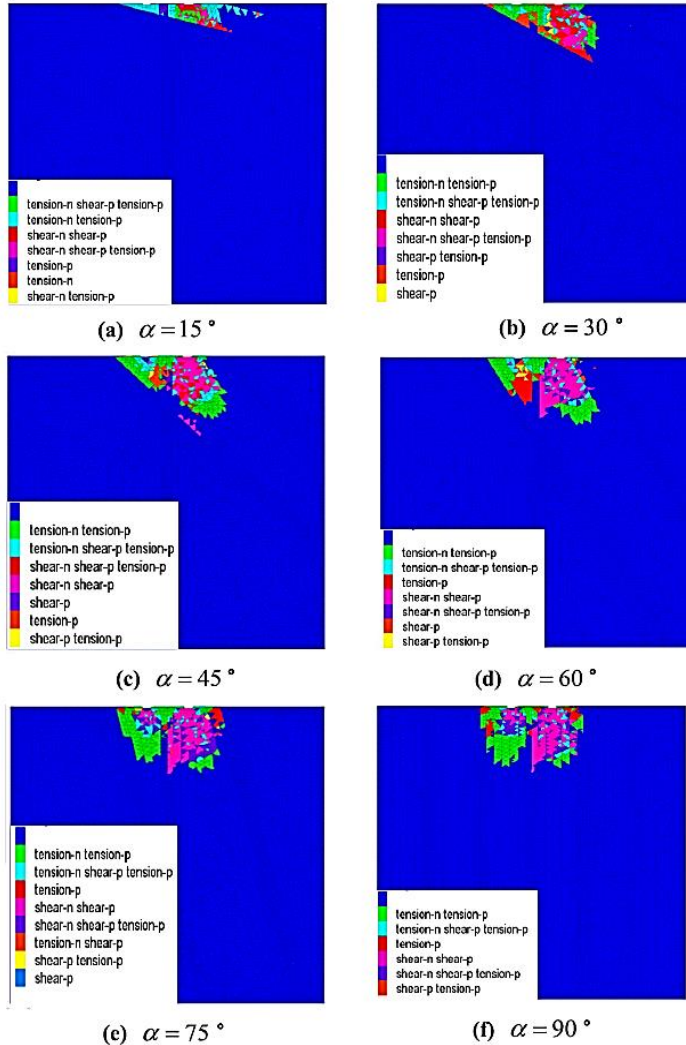 tension-n shear-p tension-p
tension-n tension-p
shear-n shear-p
shear-n shear-p tension-p
tension-p
tension-n
shear-n tension-p
(a) α = 15 °
tension-n tension-p
tension-n shear-p tension-p
shear-n shear-p
shear-n shear-p tension-p
shear-p tension-p
tension-p
shear-p
(b) α = 30 °
tension-n tension-p
tension-n shear-p tension-p
shear-n shear-p tension-p
shear-n shear-p
shear-p
tension-p
shear-p tension-p
(c) α = 45 °
tension-n tension-p
tension-n shear-p tension-p
tension-p
shear-n shear-p
shear-n shear-p tension-p
shear-p
shear-p tension-p
(d) α = 60 °
tension-n tension-p
tension-n shear-p tension-p
tension-p
shear-n shear-p
shear-n shear-p tension-p
tension-n shear-p
shear-p tension-p
shear-p
(e) α = 75 °
tension-n tension-p
tension-n shear-p tension-p
tension-p
shear-n shear-p
shear-n shear-p tension-p
shear-p tension-p
(f) α = 90 °